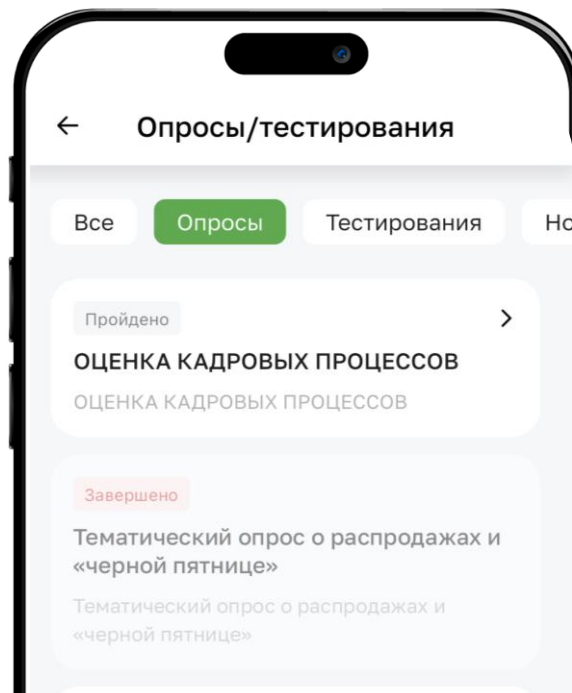 Опросы/тестирования
Все Опросы Тестирования Но
Пройдено
ОЦЕНКА КАДРОВЫХ ПРОЦЕССОВ
ОЦЕНКА КАДРОВЫХ ПРОЦЕССОВ
Завершено
Тематический опрос о распродажах и
«черной пятнице»
Тематический опрос о распродажах и
«черной пятнице»